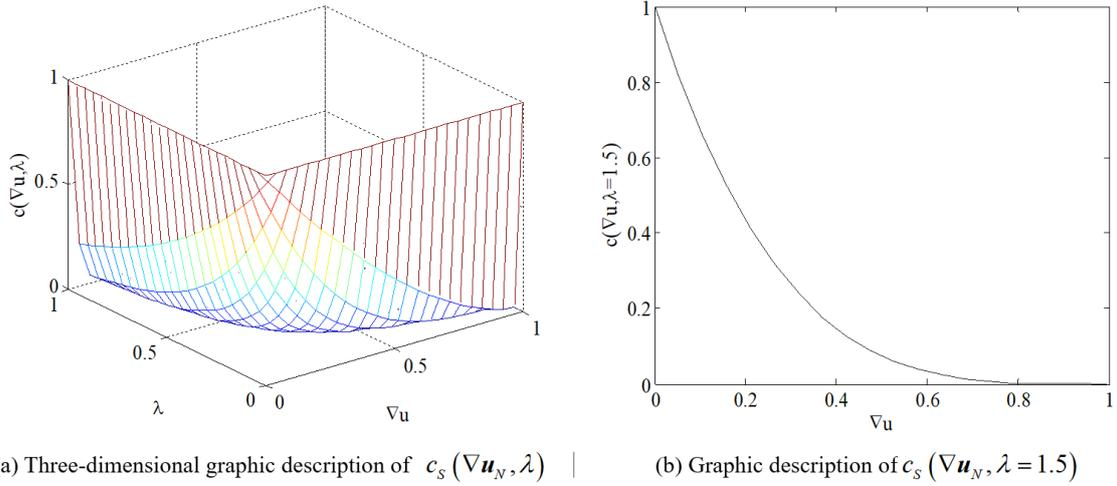 1
0.5
0
c(∇u,λ)
1
0.5
0
λ
0
0.5
1
∇u
1
0.8
0.6
0.4
0.2
0
c(∇u,λ=1.5)
0 0.2 0.4 0.6 0.8 1
∇u
a) Three-dimensional graphic description of c_S (∇u_N, λ)
(b) Graphic description of c_S (∇u_N, λ = 1.5)